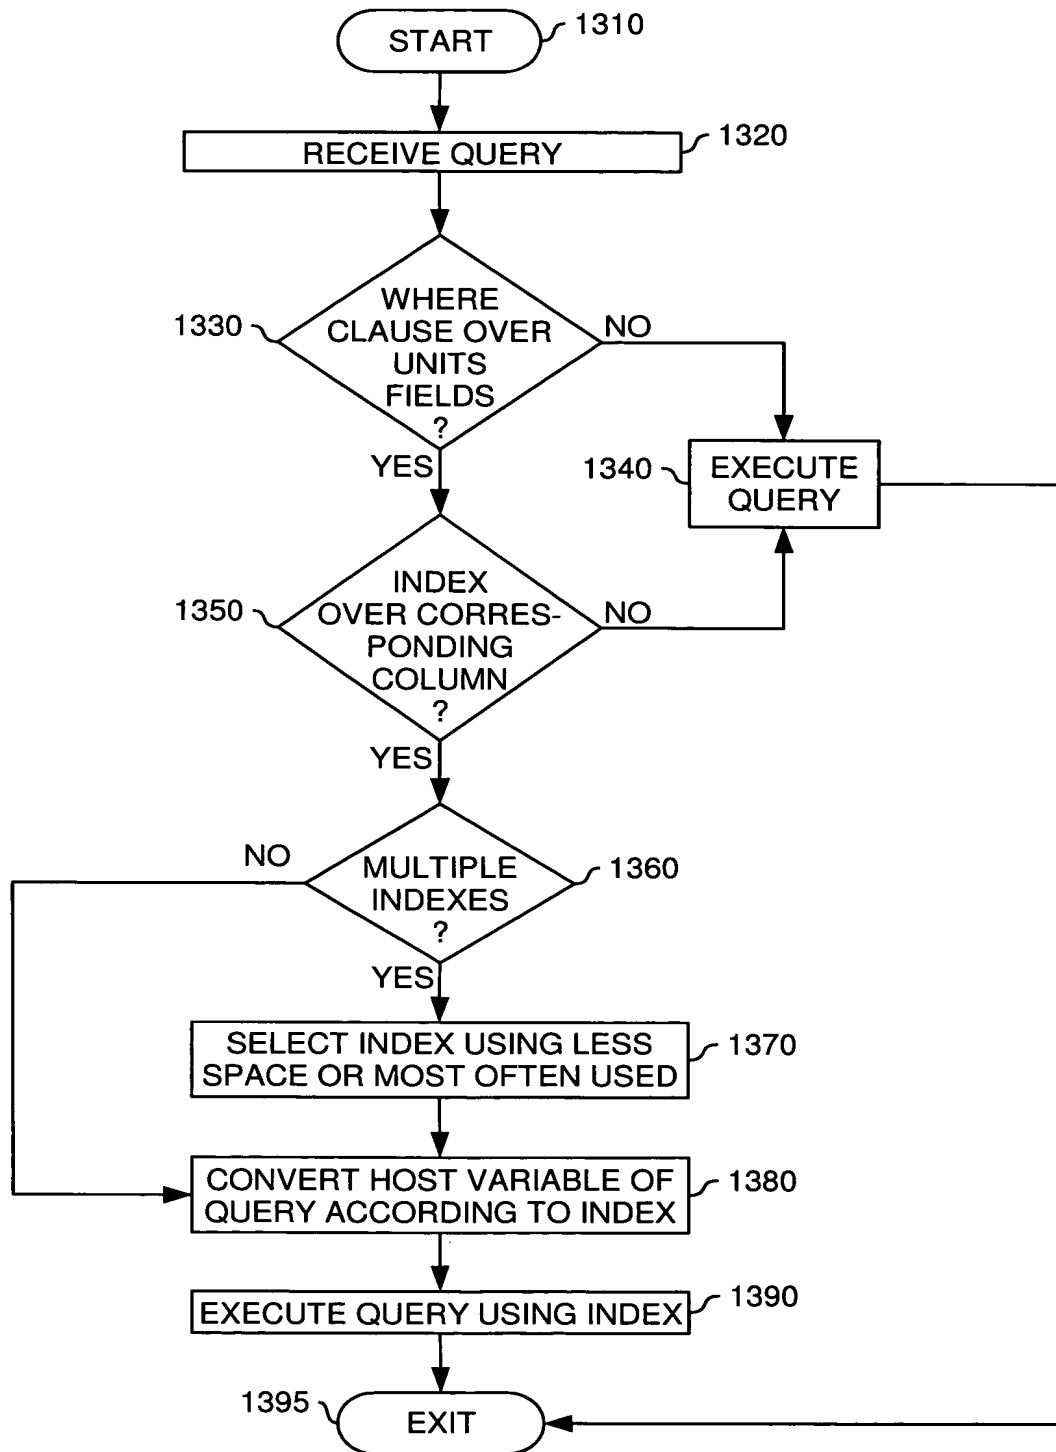 START
1310
RECEIVE QUERY
1320
WHERE
CLAUSE OVER
UNITS
FIELDS
?
1330
NO
YES
1340
EXECUTE
QUERY
INDEX
OVER CORRES-
PONDING
COLUMN
?
1350
NO
YES
NO
MULTIPLE
INDEXES
?
1360
YES
SELECT INDEX USING LESS
SPACE OR MOST OFTEN USED
1370
CONVERT HOST VARIABLE OF
QUERY ACCORDING TO INDEX
1380
EXECUTE QUERY USING INDEX
1390
1395
EXIT